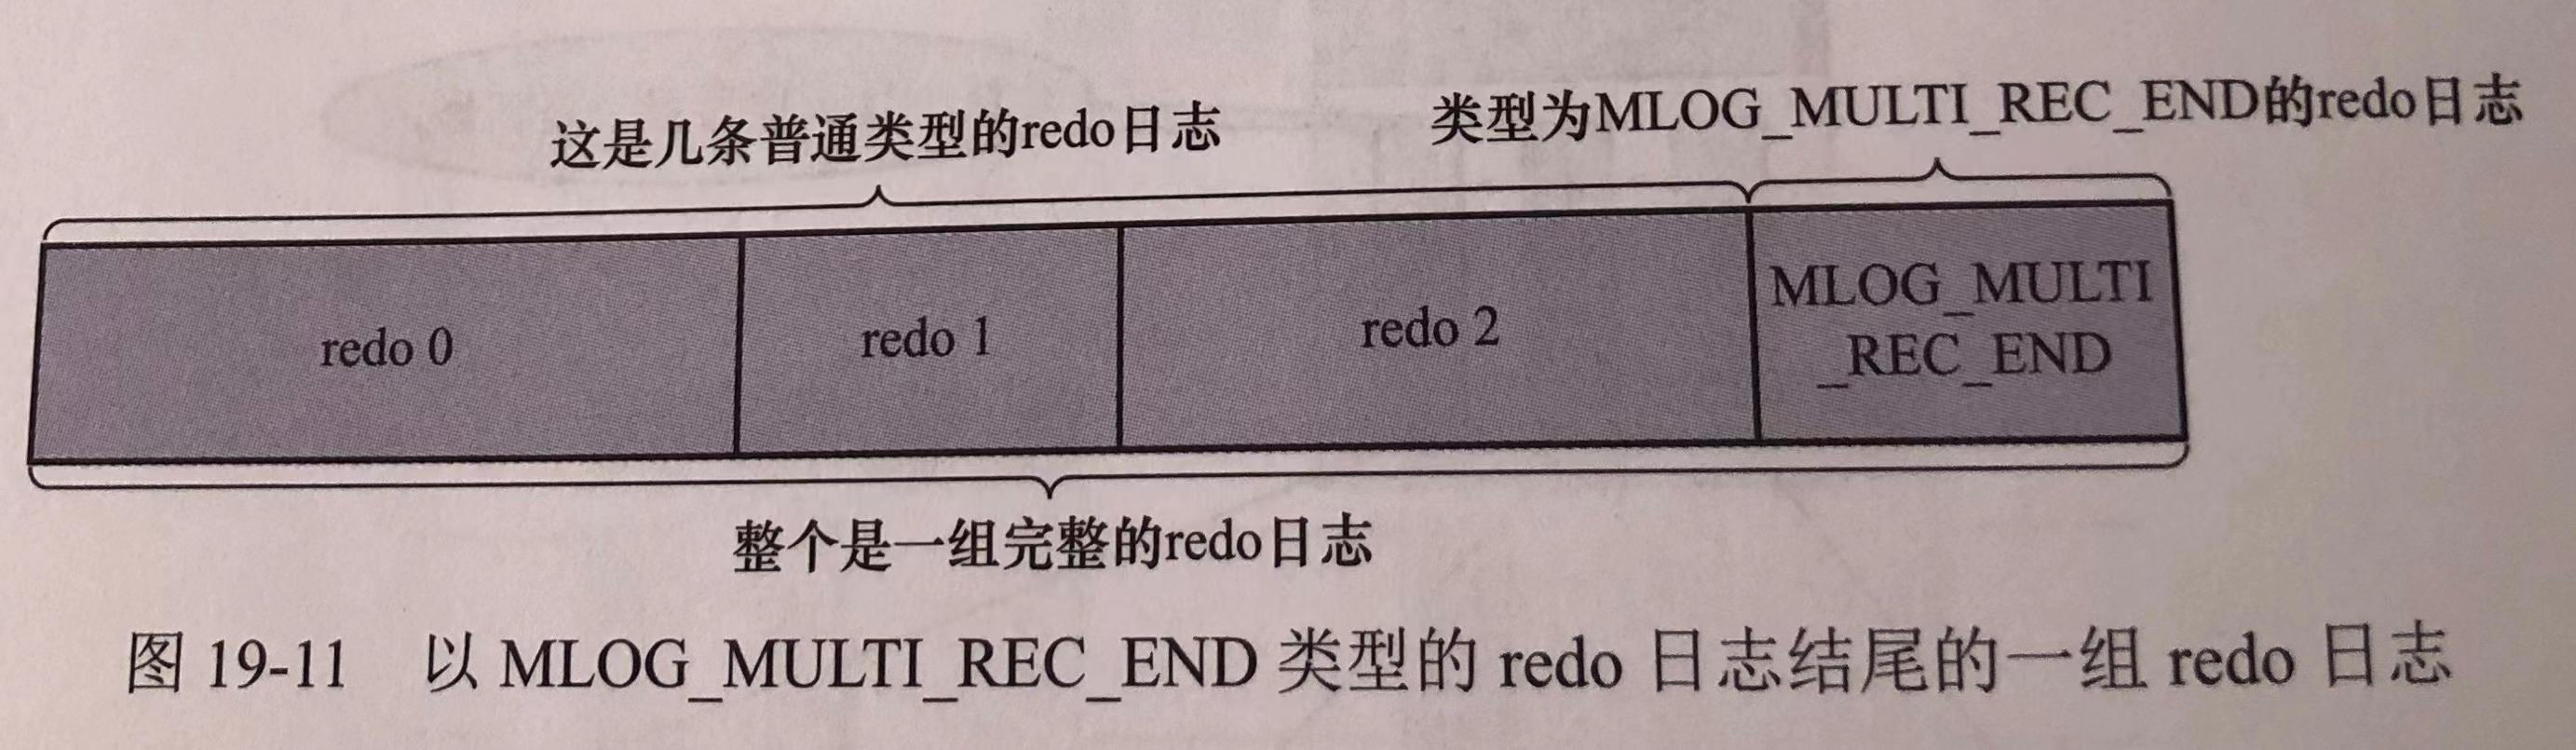 这是几条普通类型的redo日志
类型为MLOG_MULTI_REC_END的redo日志
redo 0
redo 1
redo 2
MLOG_MULTI
_REC_END
整个是一组完整的redo日志
图 19-11 以 MLOG_MULTI_REC_END 类型的 redo 日志结尾的一组 redo 日志